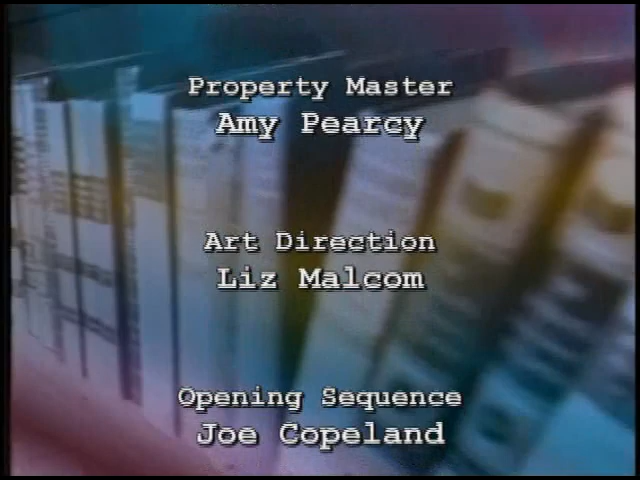 Property Master
Amy Pearcy
Art Direction
Liz Malcom
Opening Sequence
Joe Copeland